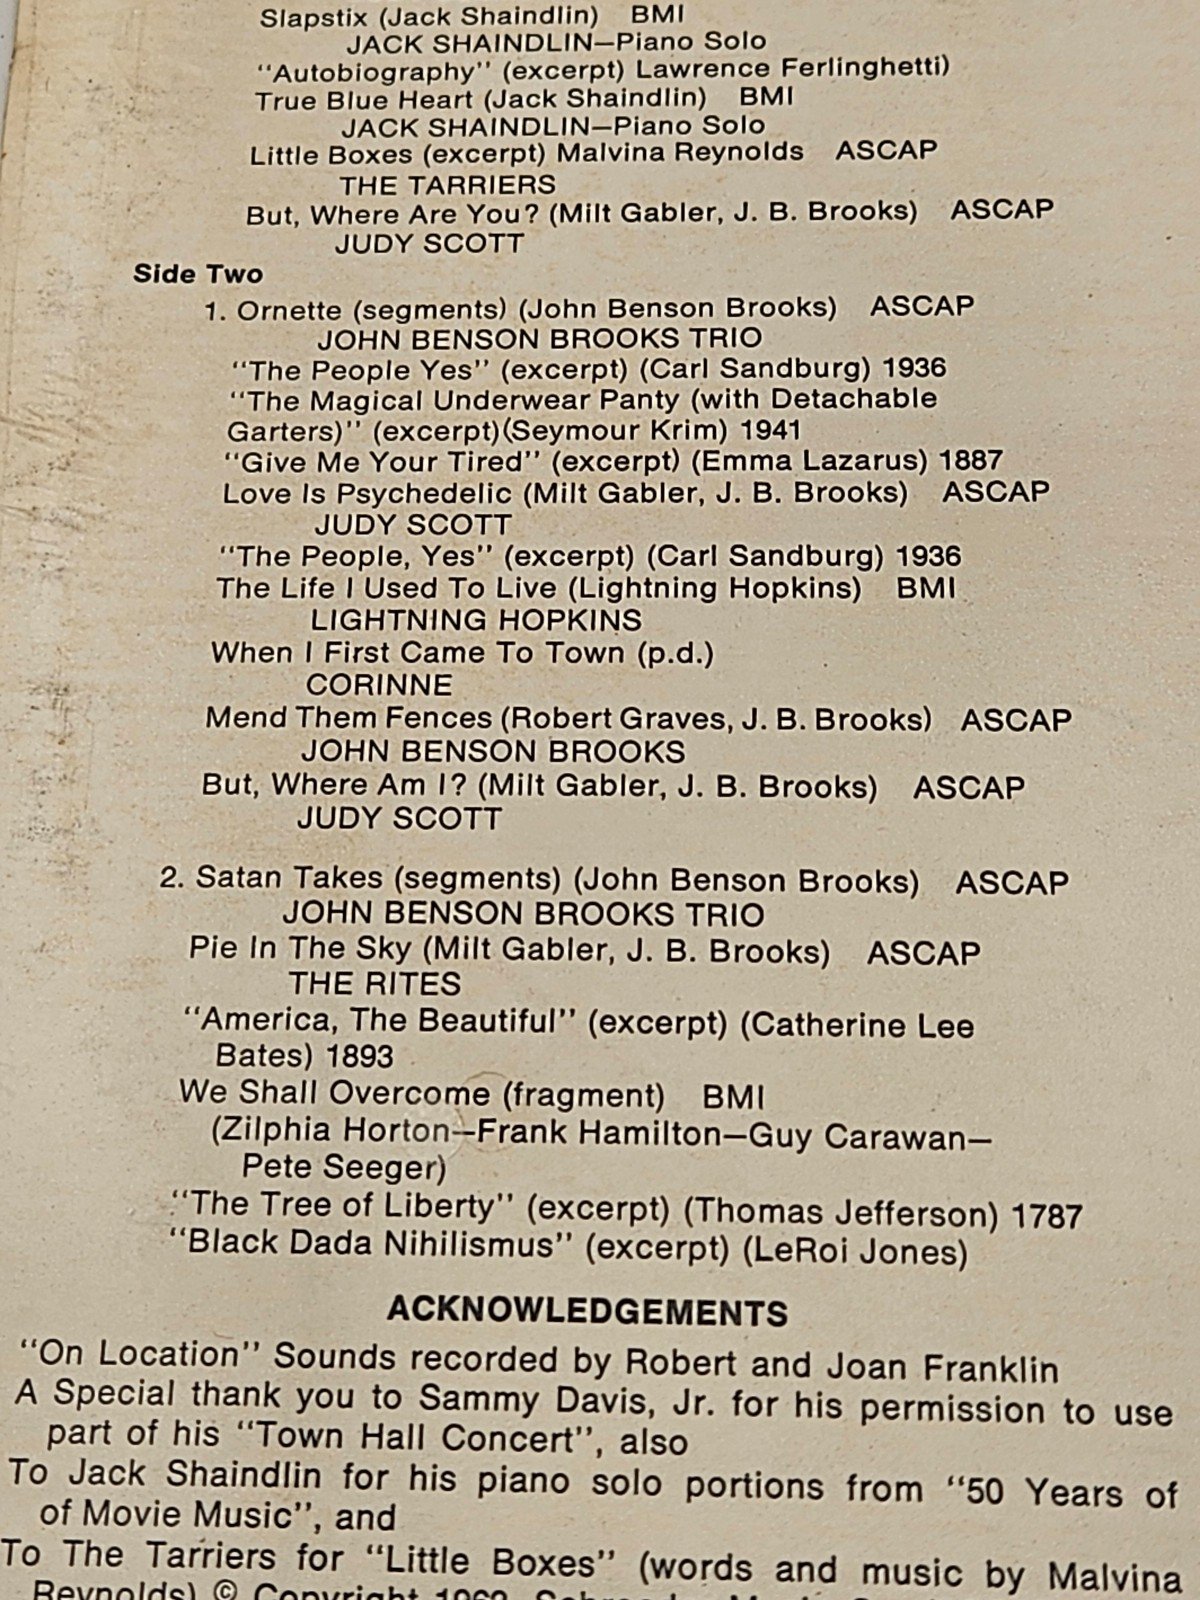 Slapstix (Jack Shaindlin) BMI
JACK SHAINDLIN—Piano Solo
"Autobiography" (excerpt) Lawrence Ferlinghetti)
True Blue Heart (Jack Shaindlin) BMI
JACK SHAINDLIN—Piano Solo
Little Boxes (excerpt) Malvina Reynolds ASCAP
THE TARRIERS
But, Where Are You? (Milt Gabler, J. B. Brooks) ASCAP
JUDY SCOTT
Side Two
1. Ornette (segments) (John Benson Brooks) ASCAP
JOHN BENSON BROOKS TRIO
"The People Yes" (excerpt) (Carl Sandburg) 1936
"The Magical Underwear Panty (with Detachable
Garters)" (excerpt)(Seymour Krim) 1941
"Give Me Your Tired" (excerpt) (Emma Lazarus) 1887
Love Is Psychedelic (Milt Gabler, J. B. Brooks) ASCAP
JUDY SCOTT
"The People, Yes" (excerpt) (Carl Sandburg) 1936
The Life I Used To Live (Lightning Hopkins) BMI
LIGHTNING HOPKINS
When I First Came To Town (p.d.)
CORINNE
Mend Them Fences (Robert Graves, J. B. Brooks) ASCAP
JOHN BENSON BROOKS
But, Where Am I? (Milt Gabler, J. B. Brooks) ASCAP
JUDY SCOTT
2. Satan Takes (segments) (John Benson Brooks) ASCAP
JOHN BENSON BROOKS TRIO
Pie In The Sky (Milt Gabler, J. B. Brooks) ASCAP
THE RITES
"America, The Beautiful" (excerpt) (Catherine Lee
Bates) 1893
We Shall Overcome (fragment) BMI
(Zilphia Horton—Frank Hamilton—Guy Carawan—
Pete Seeger)
"The Tree of Liberty" (excerpt) (Thomas Jefferson) 1787
"Black Dada Nihilismus" (excerpt) (LeRoi Jones)
ACKNOWLEDGEMENTS
"On Location" Sounds recorded by Robert and Joan Franklin
A Special thank you to Sammy Davis, Jr. for his permission to use
part of his "Town Hall Concert", also
To Jack Shaindlin for his piano solo portions from "50 Years of
of Movie Music", and
To The Tarriers for "Little Boxes" (words and music by Malvina
Reynolds) © Copyright